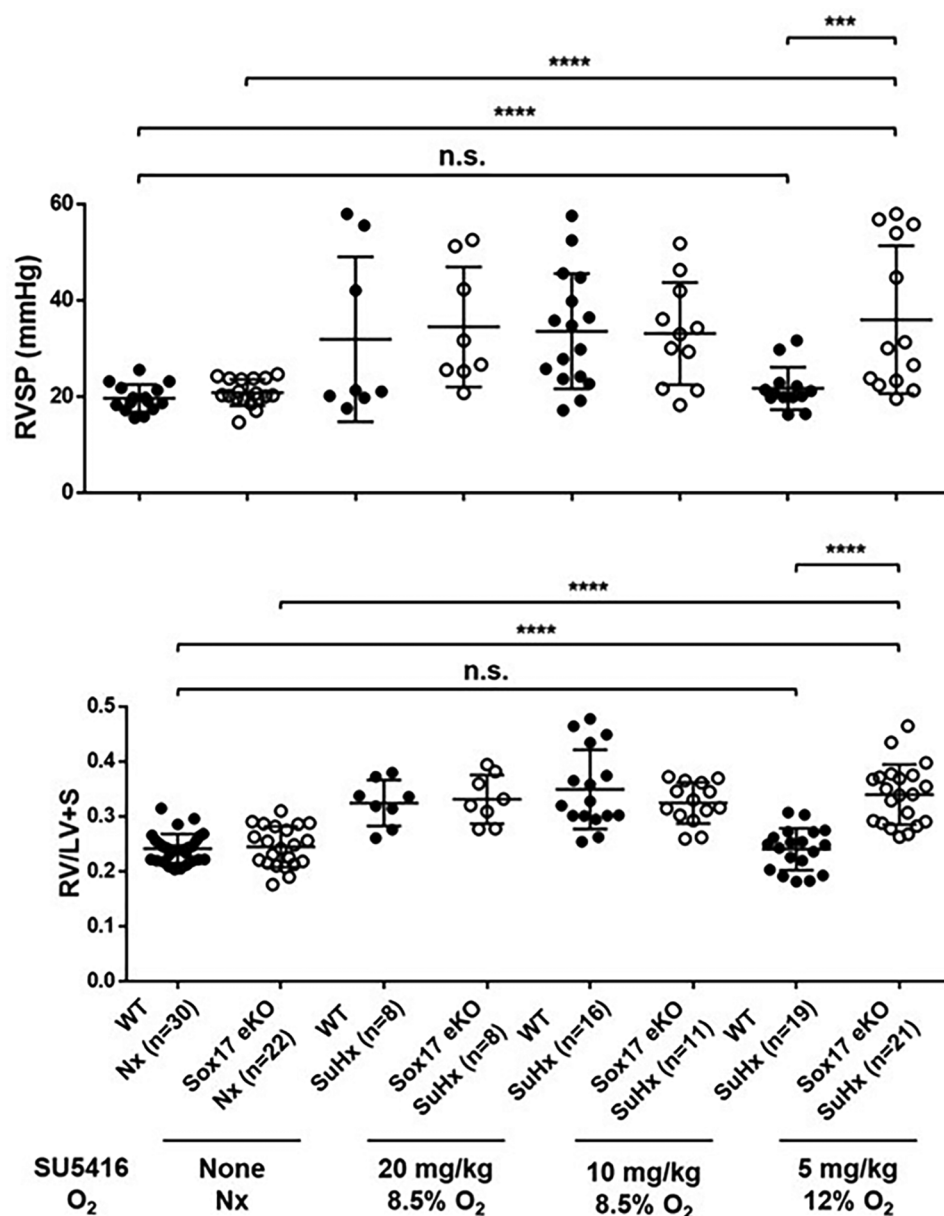 ***
****
****
n.s.
60
40
20
0
RVSP (mmHg)
****
****
****
n.s.
0.5
0.4
0.3
0.2
0.1
0.0
RV/LV+S
WT
Nx (n=30)
Sox17 eKO
Nx (n=22)
WT
SuHx (n=8)
Sox17 eKO
SuHx (n=8)
WT
SuHx (n=16)
Sox17 eKO
SuHx (n=11)
WT
SuHx (n=19)
Sox17 eKO
SuHx (n=21)
SU5416 None 20 mg/kg 10 mg/kg 5 mg/kg
O₂ Nx 8.5% O₂ 8.5% O₂ 12% O₂